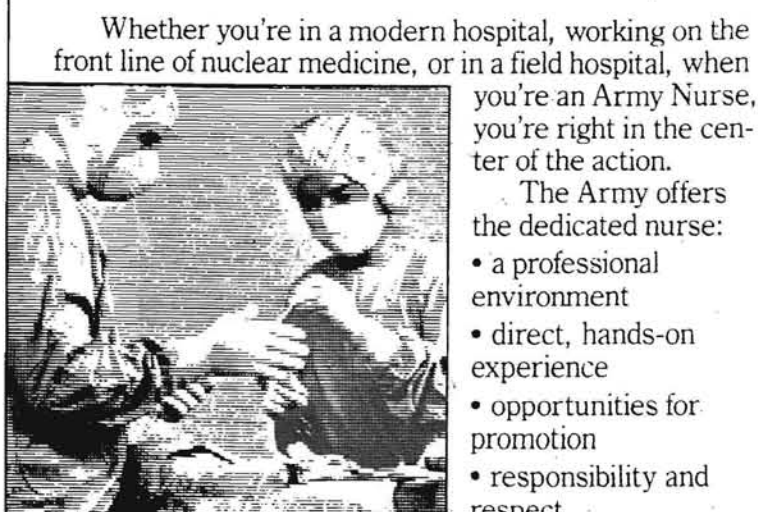 Whether you're in a modern hospital, working on the
front line of nuclear medicine, or in a field hospital, when
you're an Army Nurse,
you're right in the cen-
ter of the action.
The Army offers
the dedicated nurse:
• a professional
environment
• direct, hands-on
experience
• opportunities for
promotion
• responsibility and
respect